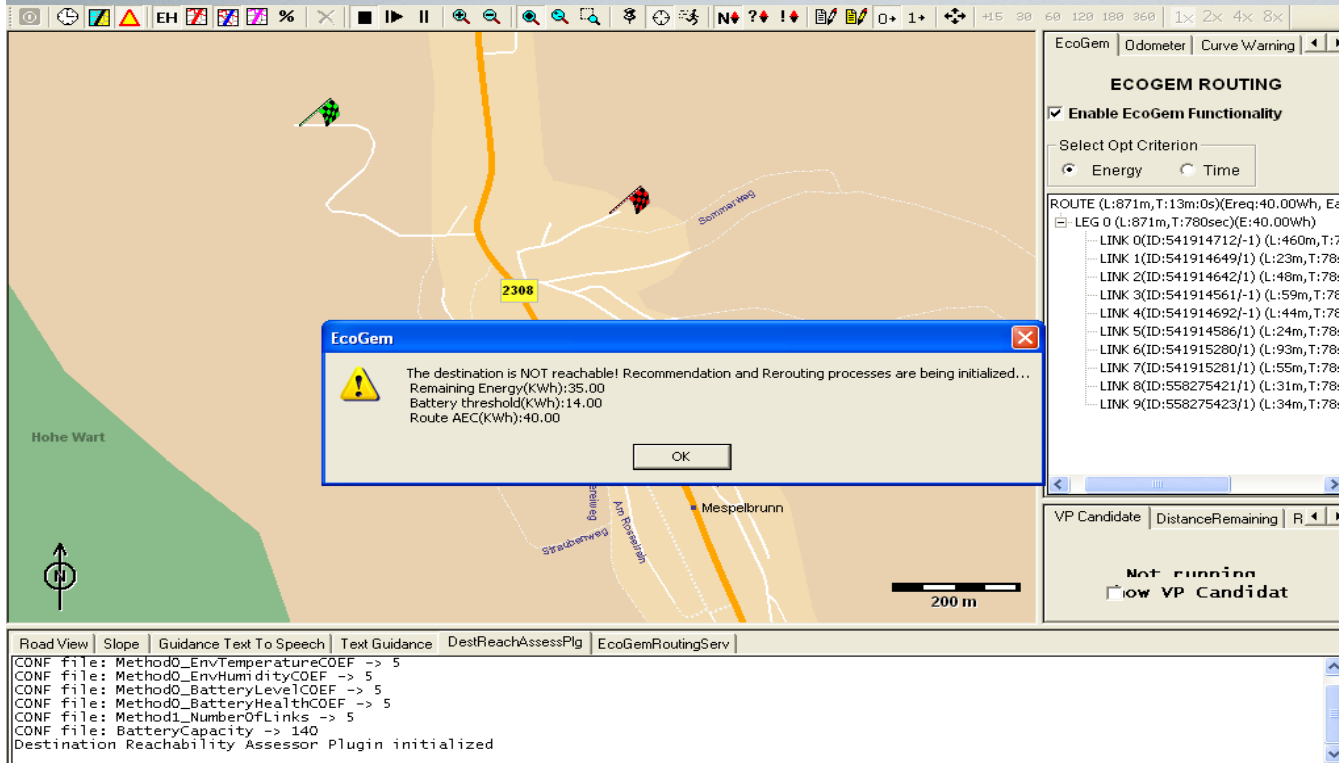 EH % N ? ! 0+ 1+ +15 30 60 120 180 360 1x 2x 4x 8x
EcoGem Odometer Curve Warning
ECOGEM ROUTING
Enable EcoGem Functionality
Select Opt Criterion
Energy Time
ROUTE (L:871m,T:13m:0s)(Ereq:40.00Wh, Ea
LEG 0 (L:871m,T:780sec)(E:40.00Wh)
LINK 0(ID:541914712/-1) (L:460m,T:7
LINK 1(ID:541914649/1) (L:23m,T:78
LINK 2(ID:541914642/1) (L:48m,T:78
LINK 3(ID:541914561/-1) (L:59m,T:78
LINK 4(ID:541914692/-1) (L:44m,T:78
LINK 5(ID:541914586/1) (L:24m,T:78
LINK 6(ID:541915280/1) (L:93m,T:78
LINK 7(ID:541915281/1) (L:55m,T:78
LINK 8(ID:558275421/1) (L:31m,T:78
LINK 9(ID:558275423/1) (L:34m,T:78
Sommerweg
2308
EcoGem
The destination is NOT reachable! Recommendation and Rerouting processes are being initialized...
Remaining Energy(KWh):35.00
Battery threshold(KWh):14.00
Route AEC(KWh):40.00
OK
Hohe Wart
ereiweg
Am Rosselrain
Straubenweg
Mespelbrunn
N
200 m
VP Candidate DistanceRemaining R
Not running
ow VP Candidat
Road View Slope Guidance Text To Speech Text Guidance DestReachAssessPlg EcoGemRoutingServ
CONF file: Method0_EnvTemperatureCOEF -> 5
CONF file: Method0_EnvHumidityCOEF -> 5
CONF file: Method0_BatteryLevelCOEF -> 5
CONF file: Method0_BatteryHealthCOEF -> 5
CONF file: Method1_NumberOfLinks -> 5
CONF file: BatteryCapacity -> 140
Destination Reachability Assessor Plugin initialized